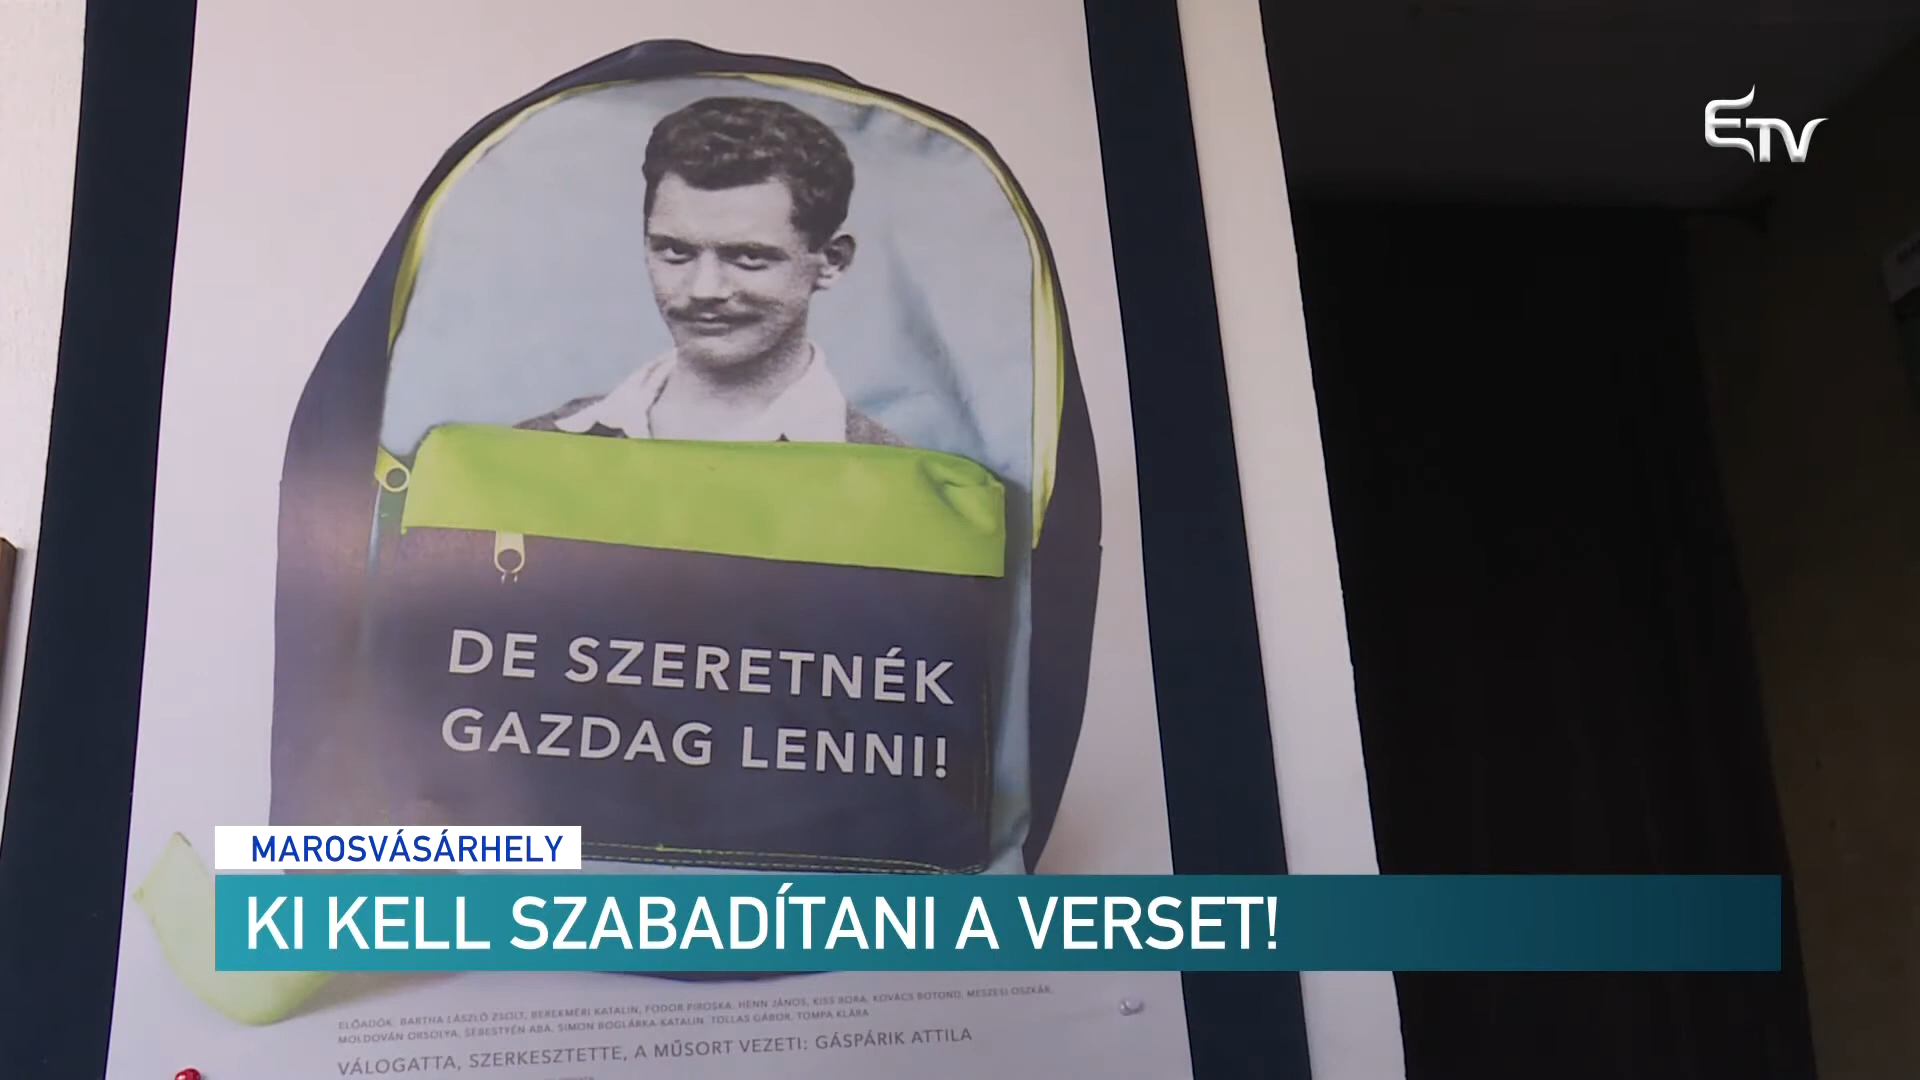 ÉTV
DE SZERETNÉK
GAZDAG LENNI!
MAROSVÁSÁRHELY
KI KELL SZABADÍTANI A VERSET!
ELŐADÓK: BARTHA LÁSZLÓ ZSOLT, BEREKMÉRI KATALIN, FODOR PIROSKA, HENN JÁNOS, KISS BORA, KOVÁCS BOTOND, MESZESI OSZKÁR,
MOLDOVÁN ORSOLYA, SEBESTYÉN ABA, SIMON BOGLÁRKA-KATALIN, TOLLAS GÁBOR, TOMPA KLÁRA
VÁLOGATTA, SZERKESZTETTE, A MŰSORT VEZETI: GÁSPÁRIK ATTILA